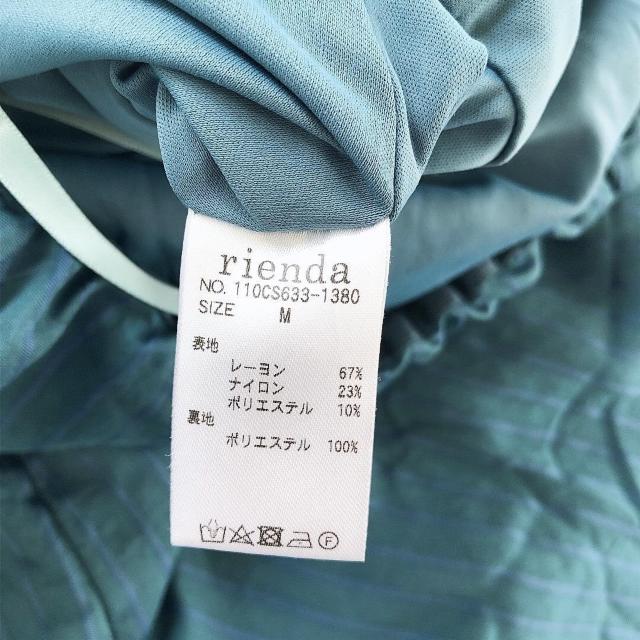 rienda
NO. 110CS633-1380
SIZE M
表地
レーヨン 67%
ナイロン 23%
ポリエステル 10%
裏地
ポリエステル 100%
F